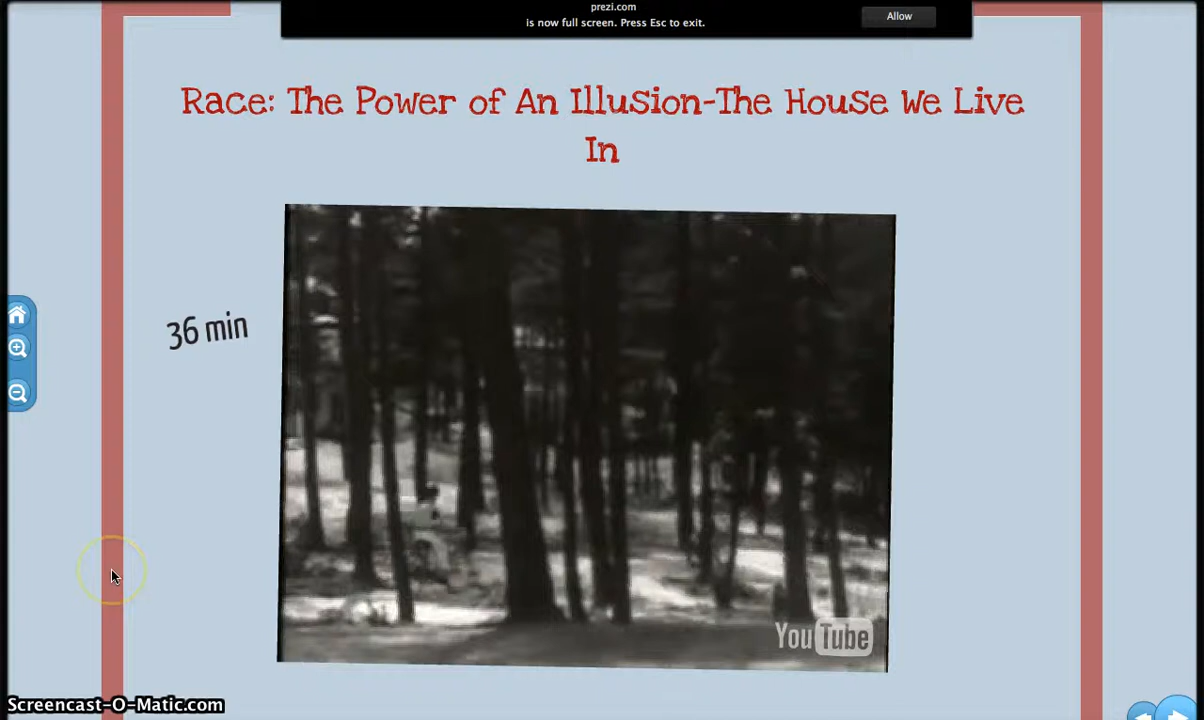 prezi.com
is now full screen. Press Esc to exit.
Allow
Race: The Power of An Illusion-The House We Live
In
36 min
YouTube
Screencast-O-Matic.com